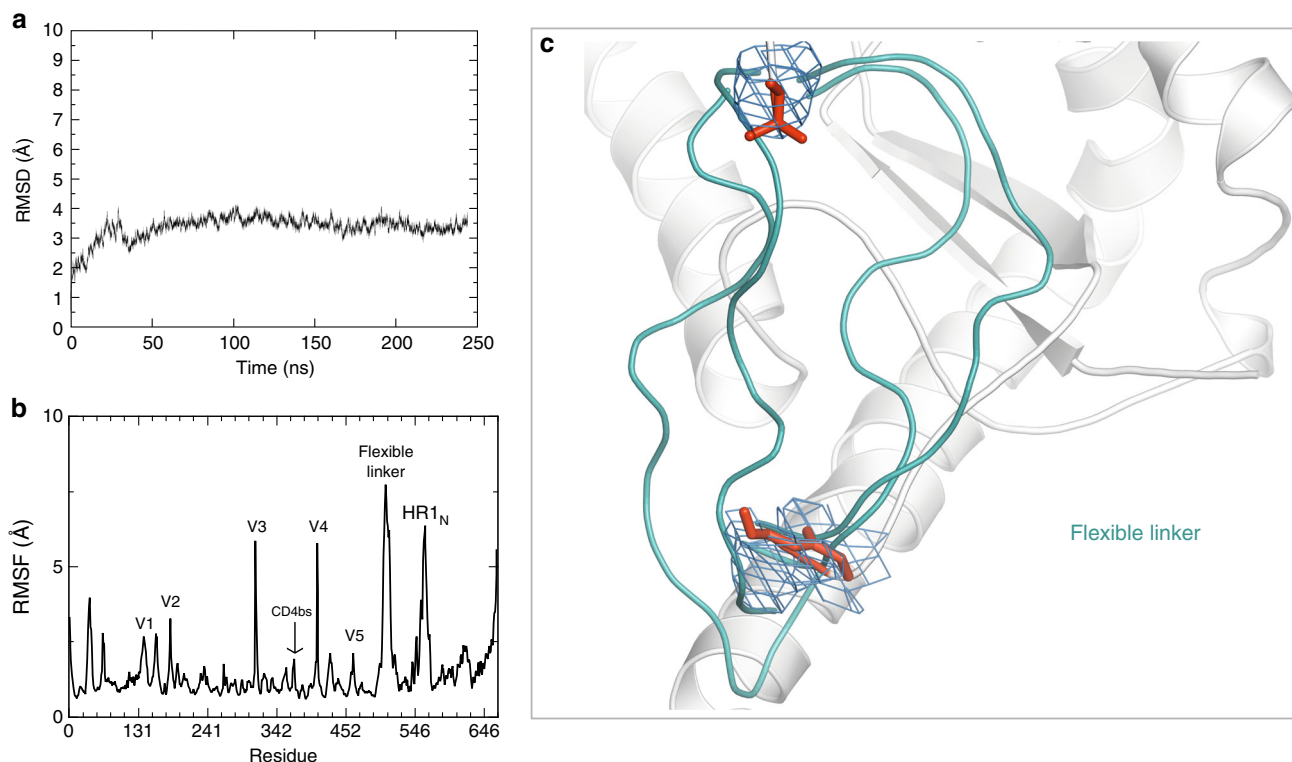 a
10
9
8
7
6
5
4
3
2
1
0
RMSD (Å)
0 50 100 150 200 250
Time (ns)
b
10
5
0
RMSF (Å)
V1
V2
V3
CD4bs
V4
V5
Flexible
linker
HR1N
0 131 241 342 452 546 646
Residue
c
Flexible linker